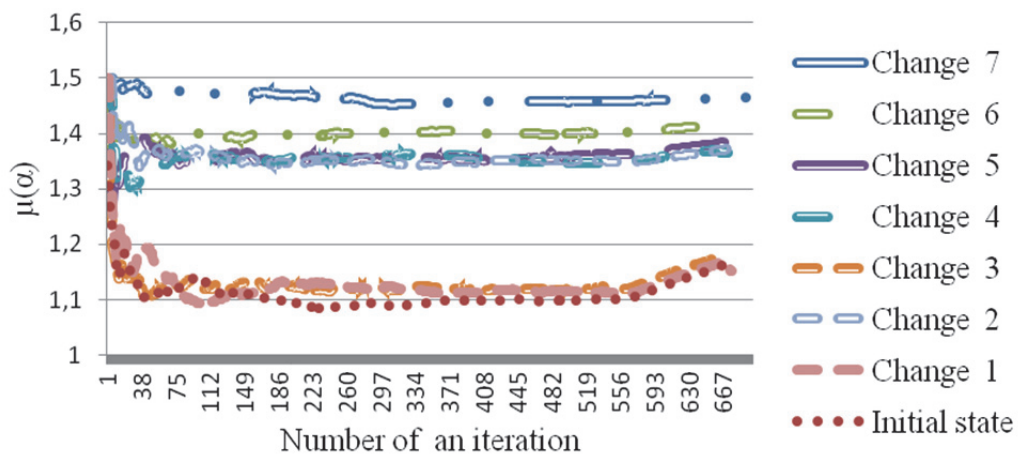 1,6
1,5
1,4
1,3
1,2
1,1
1
μ(α)
1 38 75 112 149 186 223 260 297 334 371 408 445 482 519 556 593 630 667
Number of an iteration
Change 7
Change 6
Change 5
Change 4
Change 3
Change 2
Change 1
Initial state